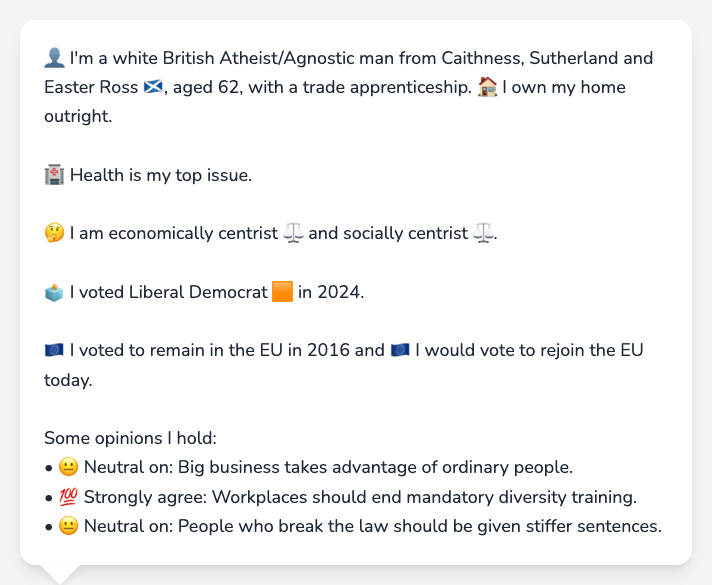 👤 I'm a white British Atheist/Agnostic man from Caithness, Sutherland and
Easter Ross 🏴󠁧󠁢󠁳󠁣󠁴󠁿, aged 62, with a trade apprenticeship. 🏠 I own my home
outright.
🏥 Health is my top issue.
🤔 I am economically centrist ⚖️ and socially centrist ⚖️.
🗳️ I voted Liberal Democrat 🟧 in 2024.
🇪🇺 I voted to remain in the EU in 2016 and 🇪🇺 I would vote to rejoin the EU
today.
Some opinions I hold:
• 😐 Neutral on: Big business takes advantage of ordinary people.
• 💯 Strongly agree: Workplaces should end mandatory diversity training.
• 😐 Neutral on: People who break the law should be given stiffer sentences.